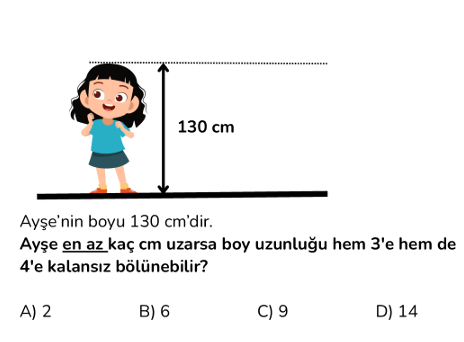 130 cm
Ayşe'nin boyu 130 cm'dir.
Ayşe en az kaç cm uzarsa boy uzunluğu hem 3'e hem de
4'e kalansız bölünebilir?
A) 2 B) 6 C) 9 D) 14